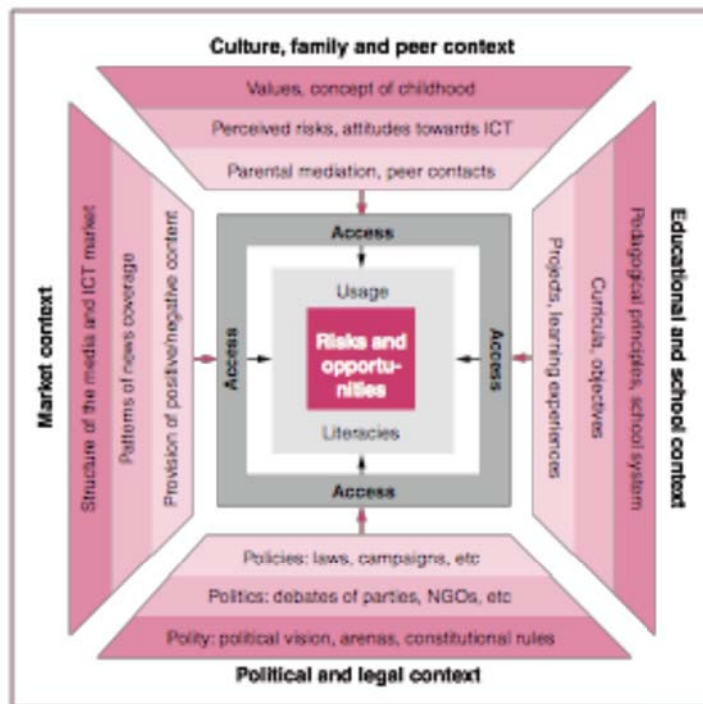 Culture, family and peer context
Values, concept of childhood
Perceived risks, attitudes towards ICT
Parental mediation, peer contacts
Market context
Structure of the media and ICT market
Patterns of news coverage
Provision of positive/negative content
Access
Access
Usage
Risks and
opportu-
nities
Literacies
Access
Access
Projects, learning experiences
Curricula, objectives
Pedagogical principles, school system
Educational and school context
Policies: laws, campaigns, etc
Politics: debates of parties, NGOs, etc
Polity: political vision, arenas, constitutional rules
Political and legal context